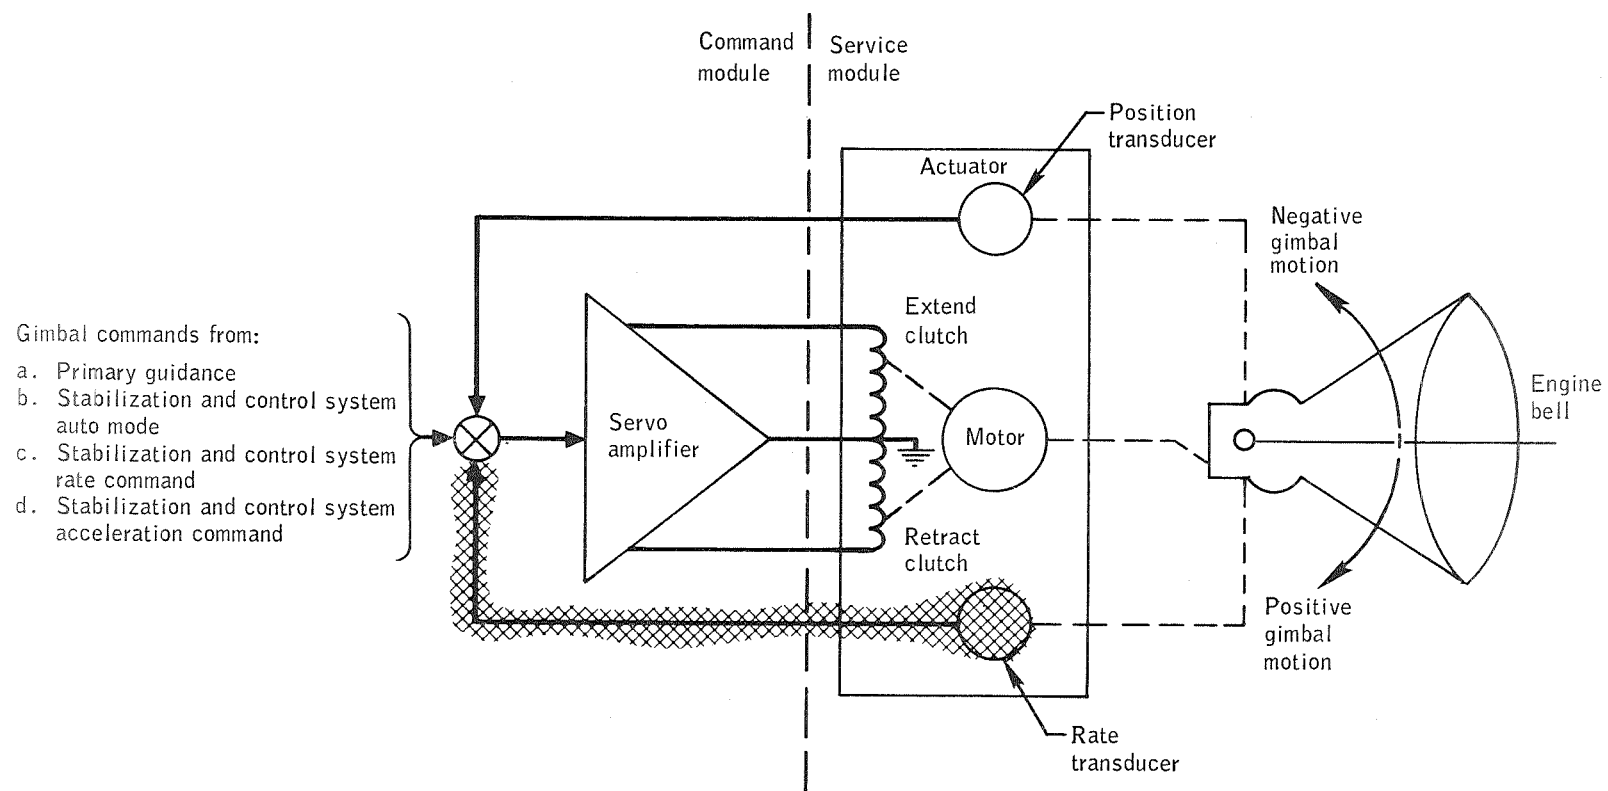 Command
module
Service
module
Position
transducer
Actuator
Negative
gimbal
motion
Extend
clutch
Gimbal commands from:
a. Primary guidance
b. Stabilization and control system
auto mode
c. Stabilization and control system
rate command
d. Stabilization and control system
acceleration command
Servo
amplifier
Motor
Engine
bell
Retract
clutch
Positive
gimbal
motion
Rate
transducer